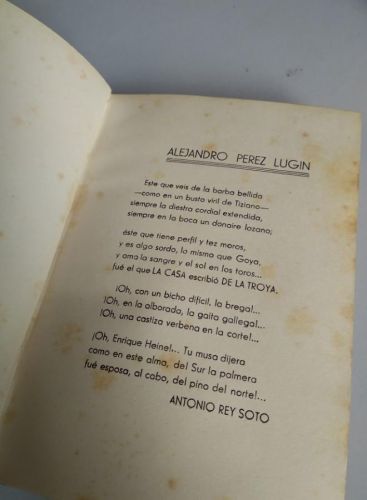 ALEJANDRO PEREZ LUGIN
Este que veis de la barba bellida
—como en un busto viril de Tiziano—
siempre la diestra cordial extendida,
siempre en la boca un donaire lozano;
éste que tiene perfil y tez moros,
y es algo sordo, lo mismo que Goya,
y ama la sangre y el sol en los toros...
fué el que LA CASA escribió DE LA TROYA.
¡Oh, con un bicho difícil, la brega!...
!Oh, en la alborada, la gaita gallega!...
!Oh, una castiza verbena en la corte!...
¡Oh, Enrique Heine!... Tu musa dijera
como en este alma, del Sur la palmera
fué esposa, al cabo, del pino del norte!...
ANTONIO REY SOTO